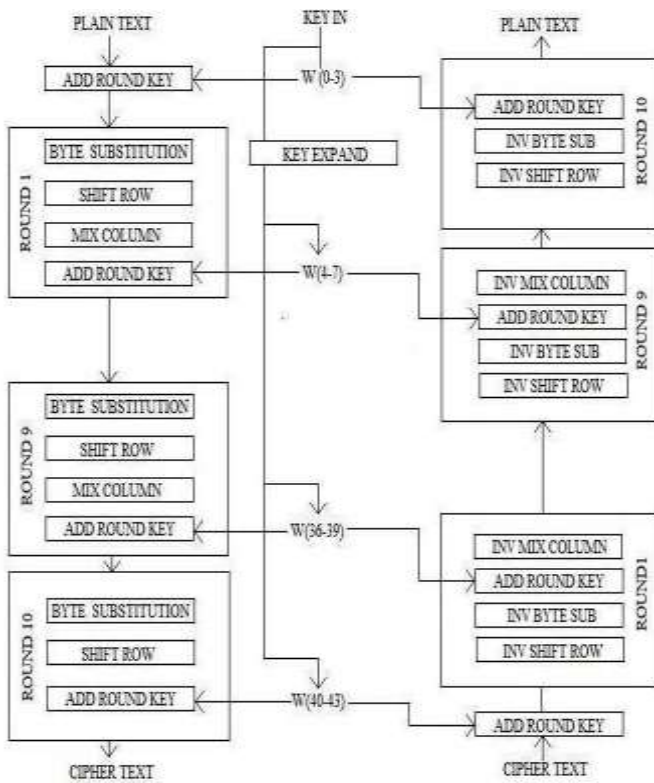 PLAIN TEXT
ADD ROUND KEY
ROUND 1
BYTE SUBSTITUTION
SHIFT ROW
MIX COLUMN
ADD ROUND KEY
ROUND 9
BYTE SUBSTITUTION
SHIFT ROW
MIX COLUMN
ADD ROUND KEY
ROUND 10
BYTE SUBSTITUTION
SHIFT ROW
ADD ROUND KEY
CIPHER TEXT
KEY IN
W (0-3)
KEY EXPAND
W(4-7)
W(36-39)
W(40-43)
PLAIN TEXT
ADD ROUND KEY
INV BYTE SUB
INV SHIFT ROW
ROUND 10
INV MIX COLUMN
ADD ROUND KEY
INV BYTE SUB
INV SHIFT ROW
ROUND 9
INV MIX COLUMN
ADD ROUND KEY
INV BYTE SUB
INV SHIFT ROW
ROUND1
ADD ROUND KEY
CIPHER TEXT